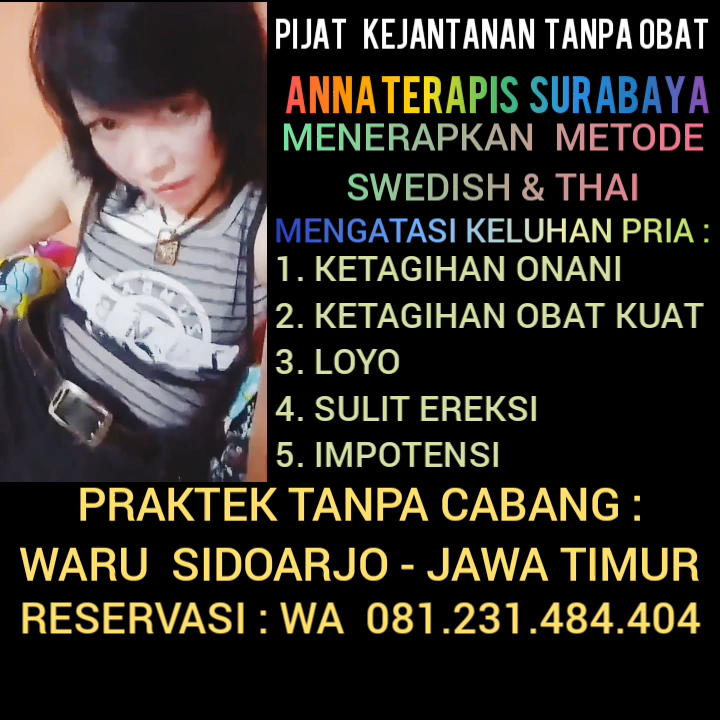 PIJAT KEJANTANAN TANPA OBAT
ANNA TERAPIS SURABAYA
MENERAPKAN METODE
SWEDISH & THAI
MENGATASI KELUHAN PRIA :
1. KETAGIHAN ONANI
2. KETAGIHAN OBAT KUAT
3. LOYO
4. SULIT EREKSI
5. IMPOTENSI
PRAKTEK TANPA CABANG :
WARU SIDOARJO - JAWA TIMUR
RESERVASI : WA 081.231.484.404